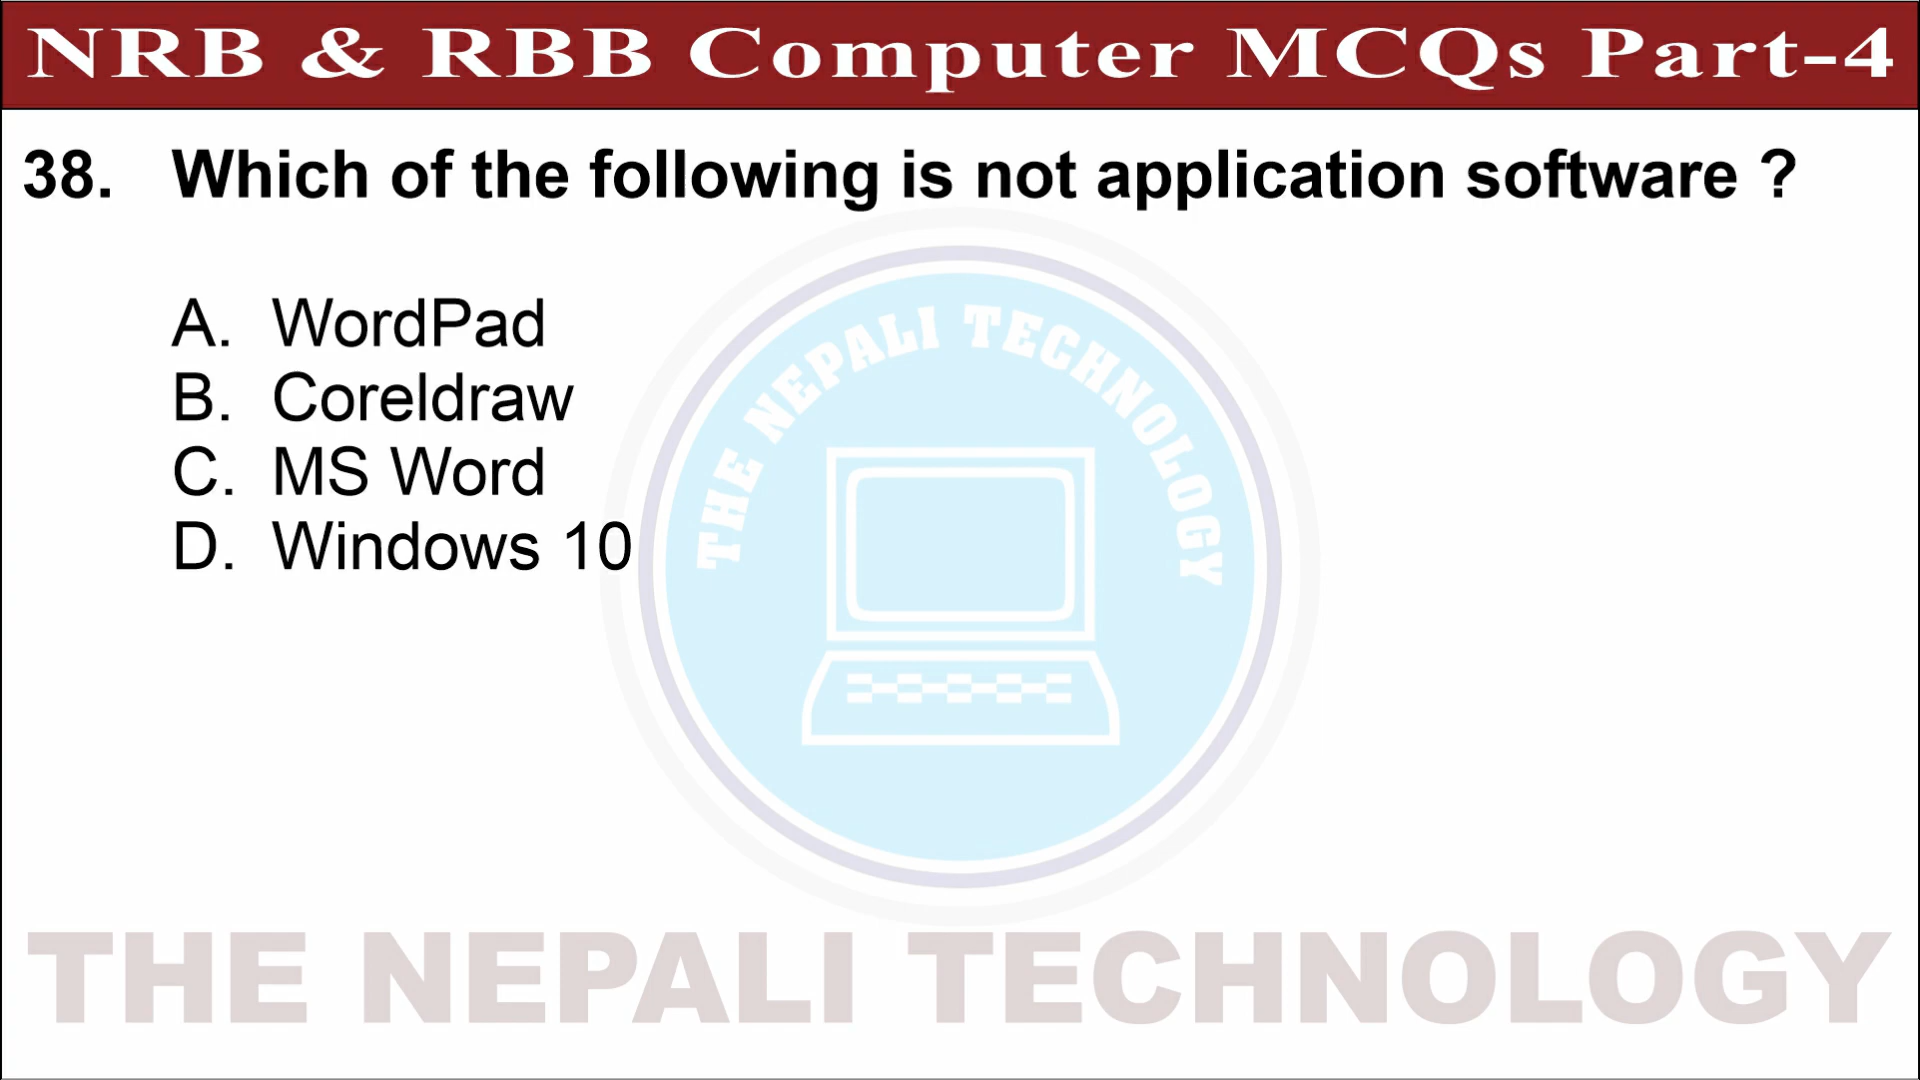 NRB & RBB Computer MCQs Part-4
38. Which of the following is not application software ?
A. WordPad
B. Coreldraw
C. MS Word
D. Windows 10
THE NEPALI TECHNOLOGY
THE NEPALI TECHNOLOGY